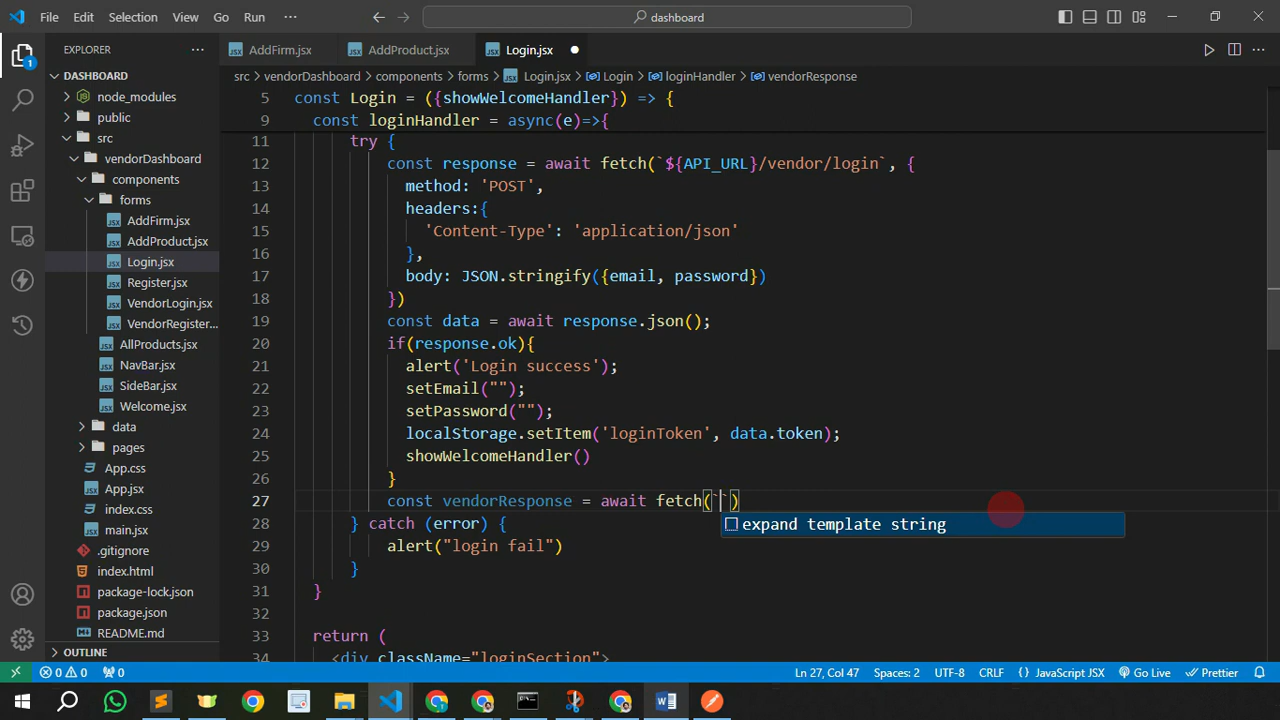 File Edit Selection View Go Run ··· dashboard
EXPLORER ···
AddFirm.jsx AddProduct.jsx Login.jsx
DASHBOARD
src > vendorDashboard > components > forms > Login.jsx > Login > loginHandler > vendorResponse
node_modules
public
src
vendorDashboard
components
forms
AddFirm.jsx
AddProduct.jsx
Login.jsx
Register.jsx
VendorLogin.jsx
VendorRegister...
AllProducts.jsx
NavBar.jsx
SideBar.jsx
Welcome.jsx
data
pages
App.css
App.jsx
index.css
main.jsx
.gitignore
index.html
package-lock.json
package.json
README.md
OUTLINE
1
5 const Login = ({showWelcomeHandler}) => {
9 const loginHandler = async(e)=>{
11 try {
12 const response = await fetch(`${API_URL}/vendor/login`, {
13 method: 'POST',
14 headers:{
15 'Content-Type': 'application/json'
16 },
17 body: JSON.stringify({email, password})
18 })
19 const data = await response.json();
20 if(response.ok){
21 alert('Login success');
22 setEmail("");
23 setPassword("");
24 localStorage.setItem('loginToken', data.token);
25 showWelcomeHandler()
26 }
27 const vendorResponse = await fetch(``)
expand template string
28 } catch (error) {
29 alert("login fail")
30 }
31 }
32
33 return (
34 <div className="loginSection">
0 0 0 Ln 27, Col 47 Spaces: 2 UTF-8 CRLF { } JavaScript JSX Go Live Prettier